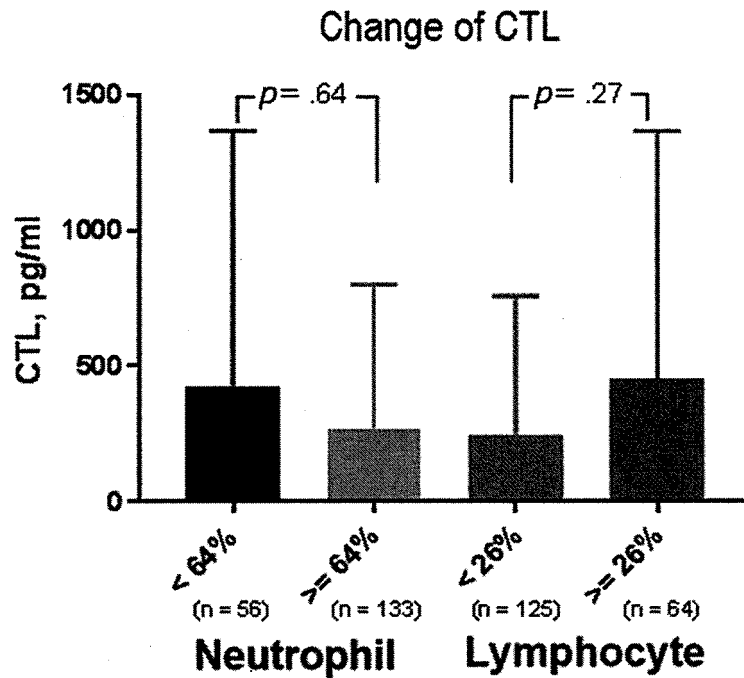 Change of CTL
1500
1000
500
0
CTL, pg/ml
p= .64
p= .27
< 64%
>= 64%
< 26%
>= 26%
(n = 56)
(n = 133)
(n = 125)
(n = 64)
Neutrophil
Lymphocyte